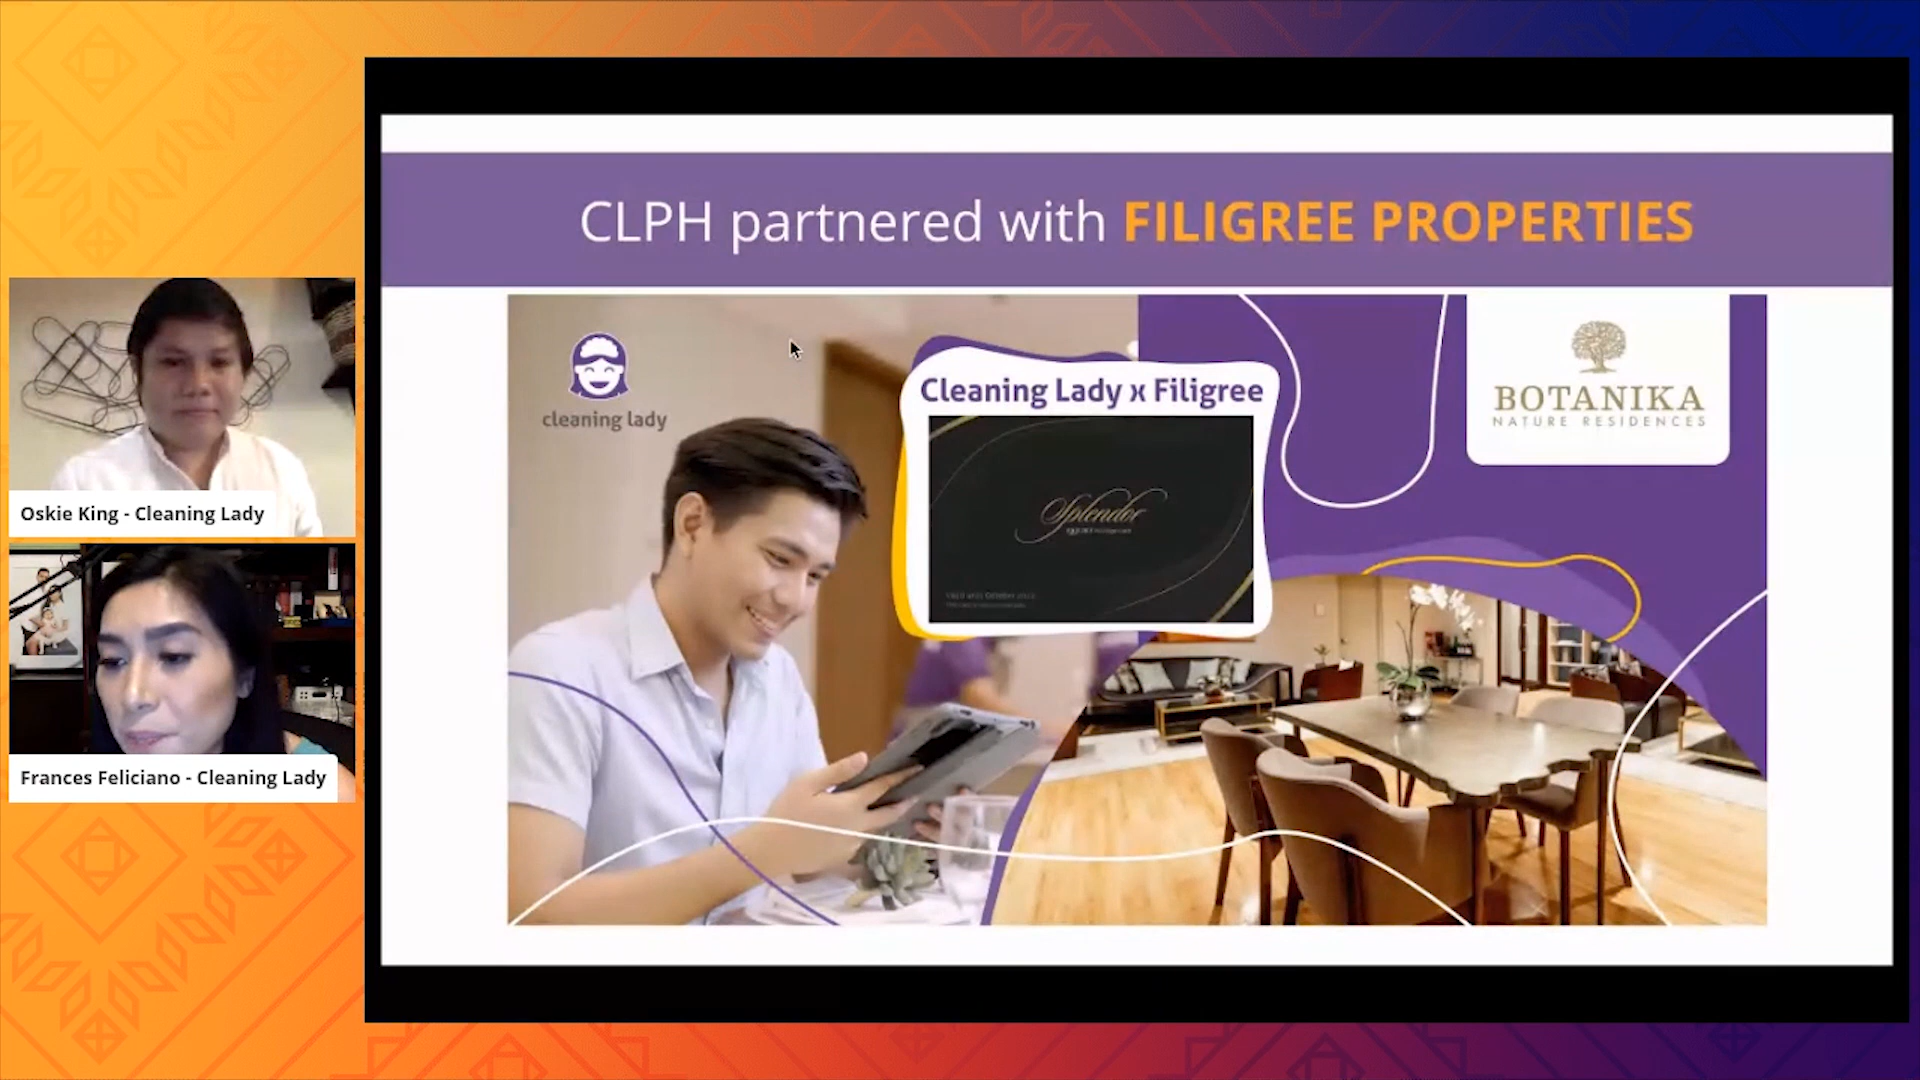 CLPH partnered with FILIGREE PROPERTIES
cleaning lady
Cleaning Lady x Filigree
Splendor
BOTANIKA
NATURE RESIDENCES
Oskie King - Cleaning Lady
Frances Feliciano - Cleaning Lady